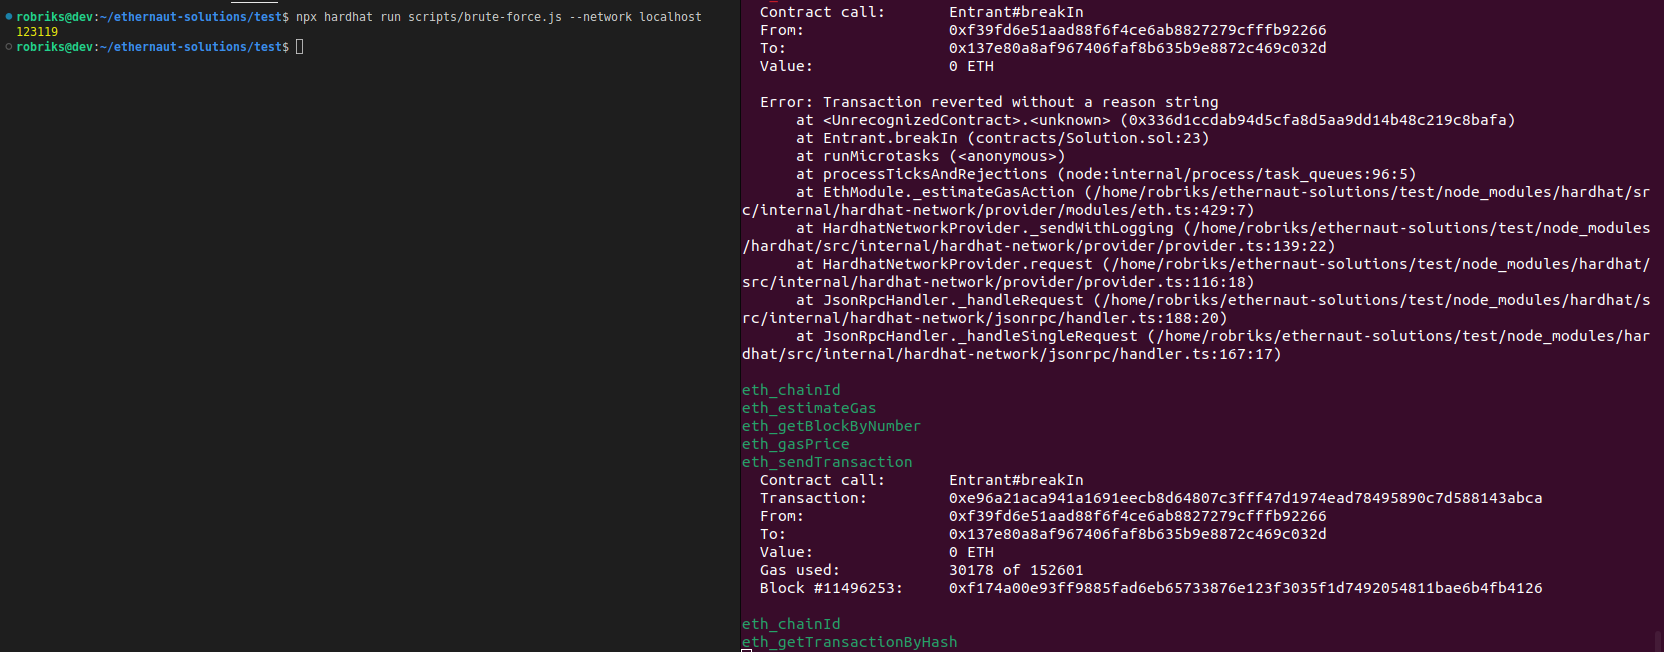 robriks@dev:~/ethernaut-solutions/test$ npx hardhat run scripts/brute-force.js --network localhost
123119
robriks@dev:~/ethernaut-solutions/test$
Contract call: Entrant#breakIn
From: 0xf39fd6e51aad88f6f4ce6ab8827279cfffb92266
To: 0x137e80a8af967406faf8b635b9e8872c469c032d
Value: 0 ETH
Error: Transaction reverted without a reason string
at <UnrecognizedContract>.<unknown> (0x336d1ccdab94d5cfa8d5aa9dd14b48c219c8bafa)
at Entrant.breakIn (contracts/Solution.sol:23)
at runMicrotasks (<anonymous>)
at processTicksAndRejections (node:internal/process/task_queues:96:5)
at EthModule._estimateGasAction (/home/robriks/ethernaut-solutions/test/node_modules/hardhat/sr
c/internal/hardhat-network/provider/modules/eth.ts:429:7)
at HardhatNetworkProvider._sendWithLogging (/home/robriks/ethernaut-solutions/test/node_modules
/hardhat/src/internal/hardhat-network/provider/provider.ts:139:22)
at HardhatNetworkProvider.request (/home/robriks/ethernaut-solutions/test/node_modules/hardhat/
src/internal/hardhat-network/provider/provider.ts:116:18)
at JsonRpcHandler._handleRequest (/home/robriks/ethernaut-solutions/test/node_modules/hardhat/s
rc/internal/hardhat-network/jsonrpc/handler.ts:188:20)
at JsonRpcHandler._handleSingleRequest (/home/robriks/ethernaut-solutions/test/node_modules/har
dhat/src/internal/hardhat-network/jsonrpc/handler.ts:167:17)
eth_chainId
eth_estimateGas
eth_getBlockByNumber
eth_gasPrice
eth_sendTransaction
Contract call: Entrant#breakIn
Transaction: 0xe96a21aca941a1691eecb8d64807c3fff47d1974ead78495890c7d588143abca
From: 0xf39fd6e51aad88f6f4ce6ab8827279cfffb92266
To: 0x137e80a8af967406faf8b635b9e8872c469c032d
Value: 0 ETH
Gas used: 30178 of 152601
Block #11496253: 0xf174a00e93ff9885fad6eb65733876e123f3035f1d7492054811bae6b4fb4126
eth_chainId
eth_getTransactionByHash